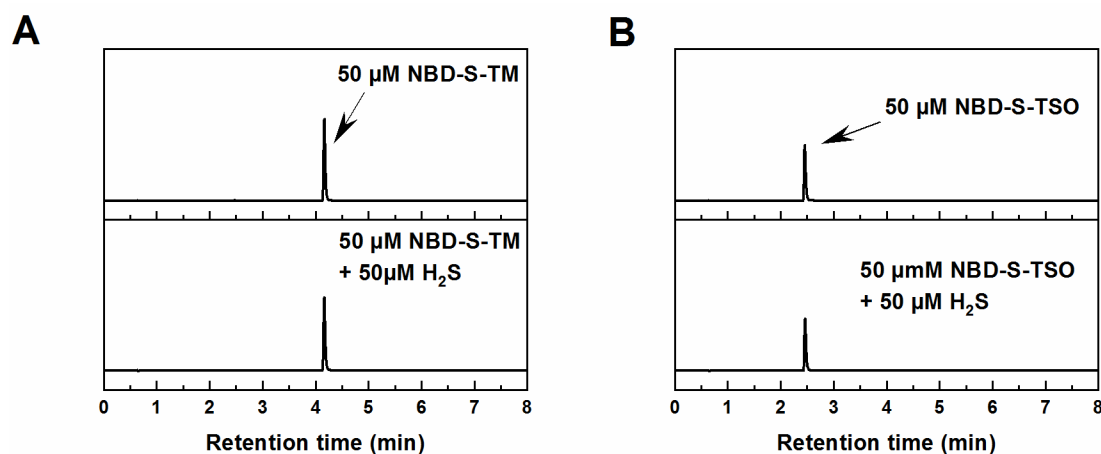 A
50 µM NBD-S-TM
50 µM NBD-S-TM
+ 50µM H₂S
0 1 2 3 4 5 6 7 8
Retention time (min)
B
50 µM NBD-S-TSO
50 µmM NBD-S-TSO
+ 50 µM H₂S
0 1 2 3 4 5 6 7 8
Retention time (min)